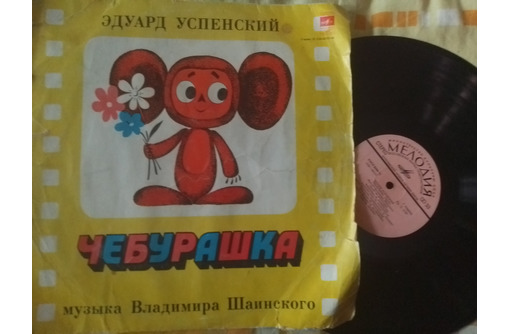 ЭДУАРД УСПЕНСКИЙ
ЧЕБУРАШКА
музыка Владимира Шаинского
МЕЛОДИЯ